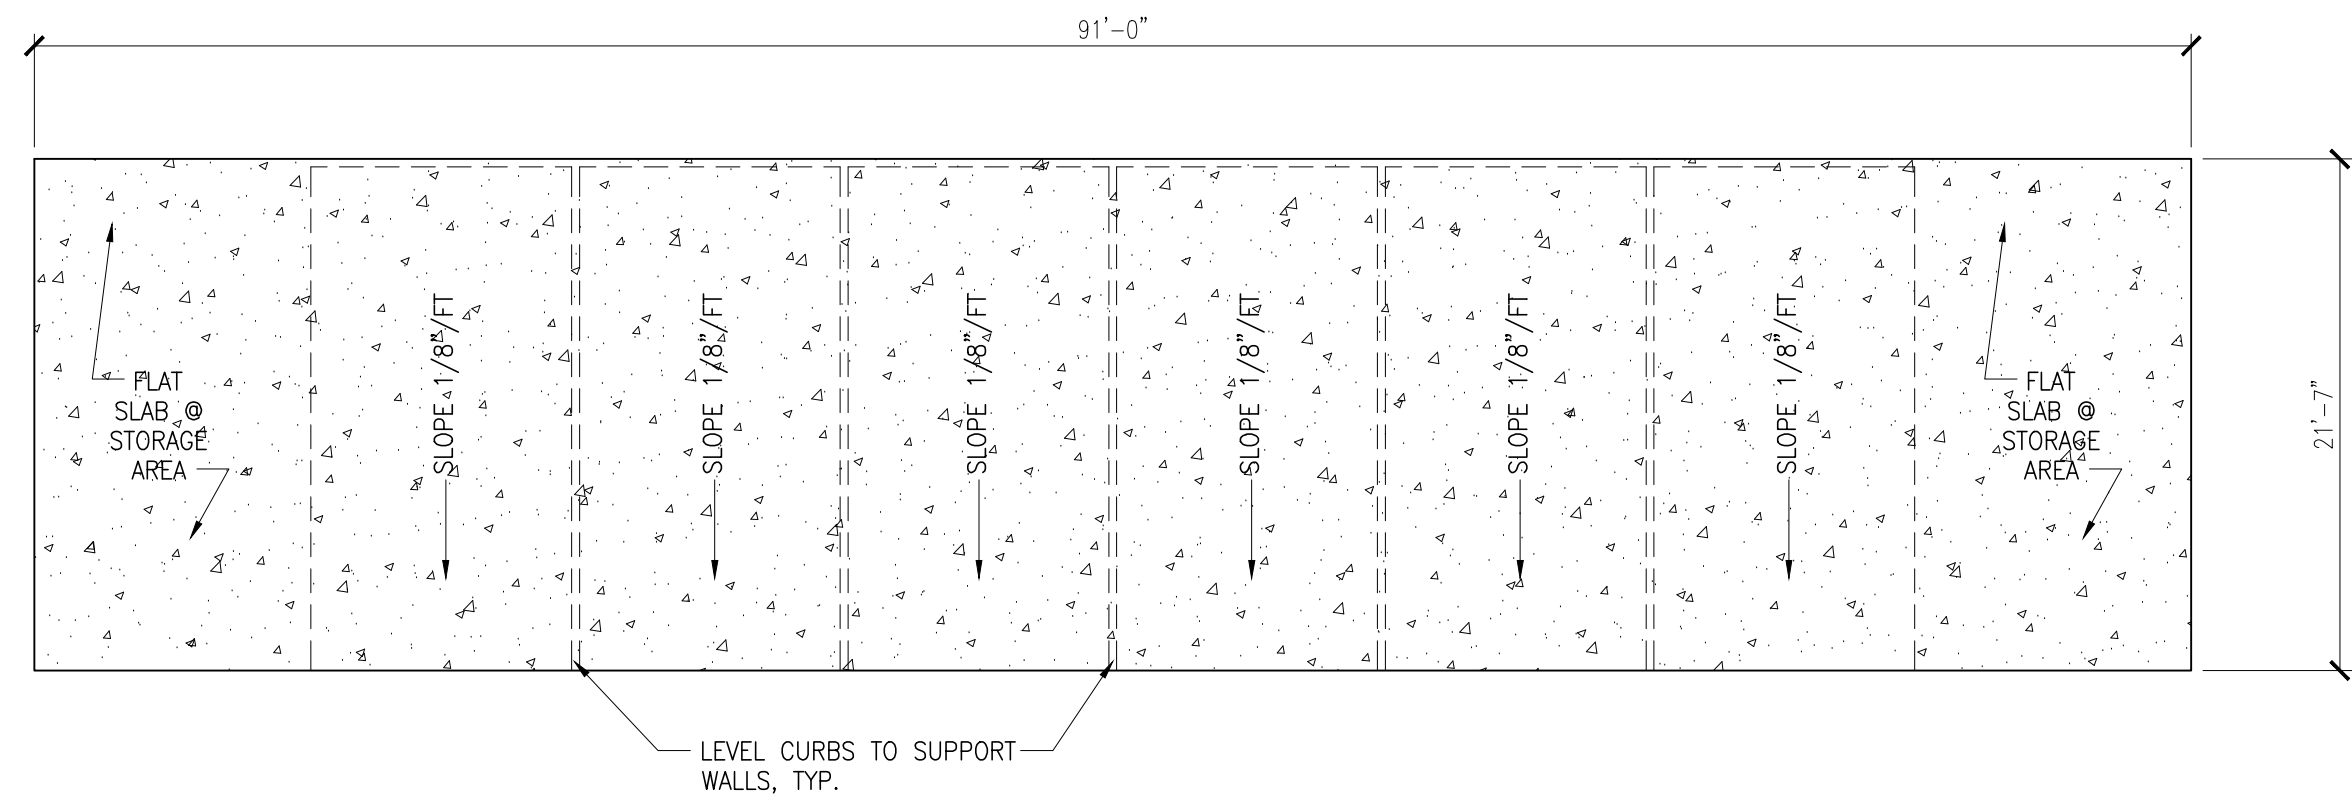 91'-0"
FLAT
SLAB @
STORAGE
AREA
SLOPE 1/8"/FT
SLOPE 1/8"/FT
SLOPE 1/8"/FT
SLOPE 1/8"/FT
SLOPE 1/8"/FT
SLOPE 1/8"/FT
FLAT
SLAB @
STORAGE
AREA
21'-7"
LEVEL CURBS TO SUPPORT
WALLS, TYP.